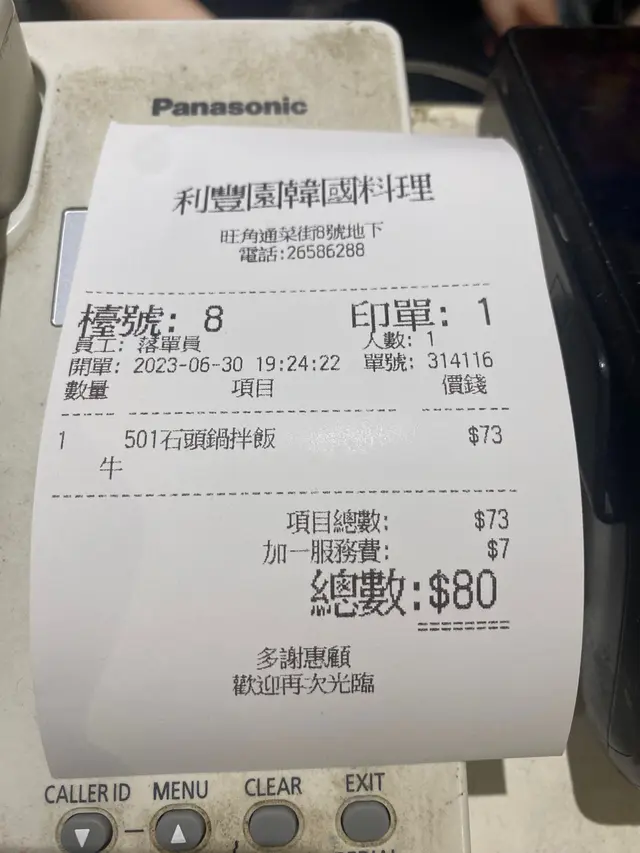 Panasonic
利豐園韓國料理
旺角通菜街8號地下
電話:26586288
檯號: 8 印單: 1
員工: 落單員 人數: 1
開單: 2023-06-30 19:24:22 單號: 314116
數量 項目 價錢
1 501石頭鍋拌飯 $73
牛
項目總數: $73
加一服務費: $7
總數:$80
多謝惠顧
歡迎再次光臨
CALLER ID MENU CLEAR EXIT